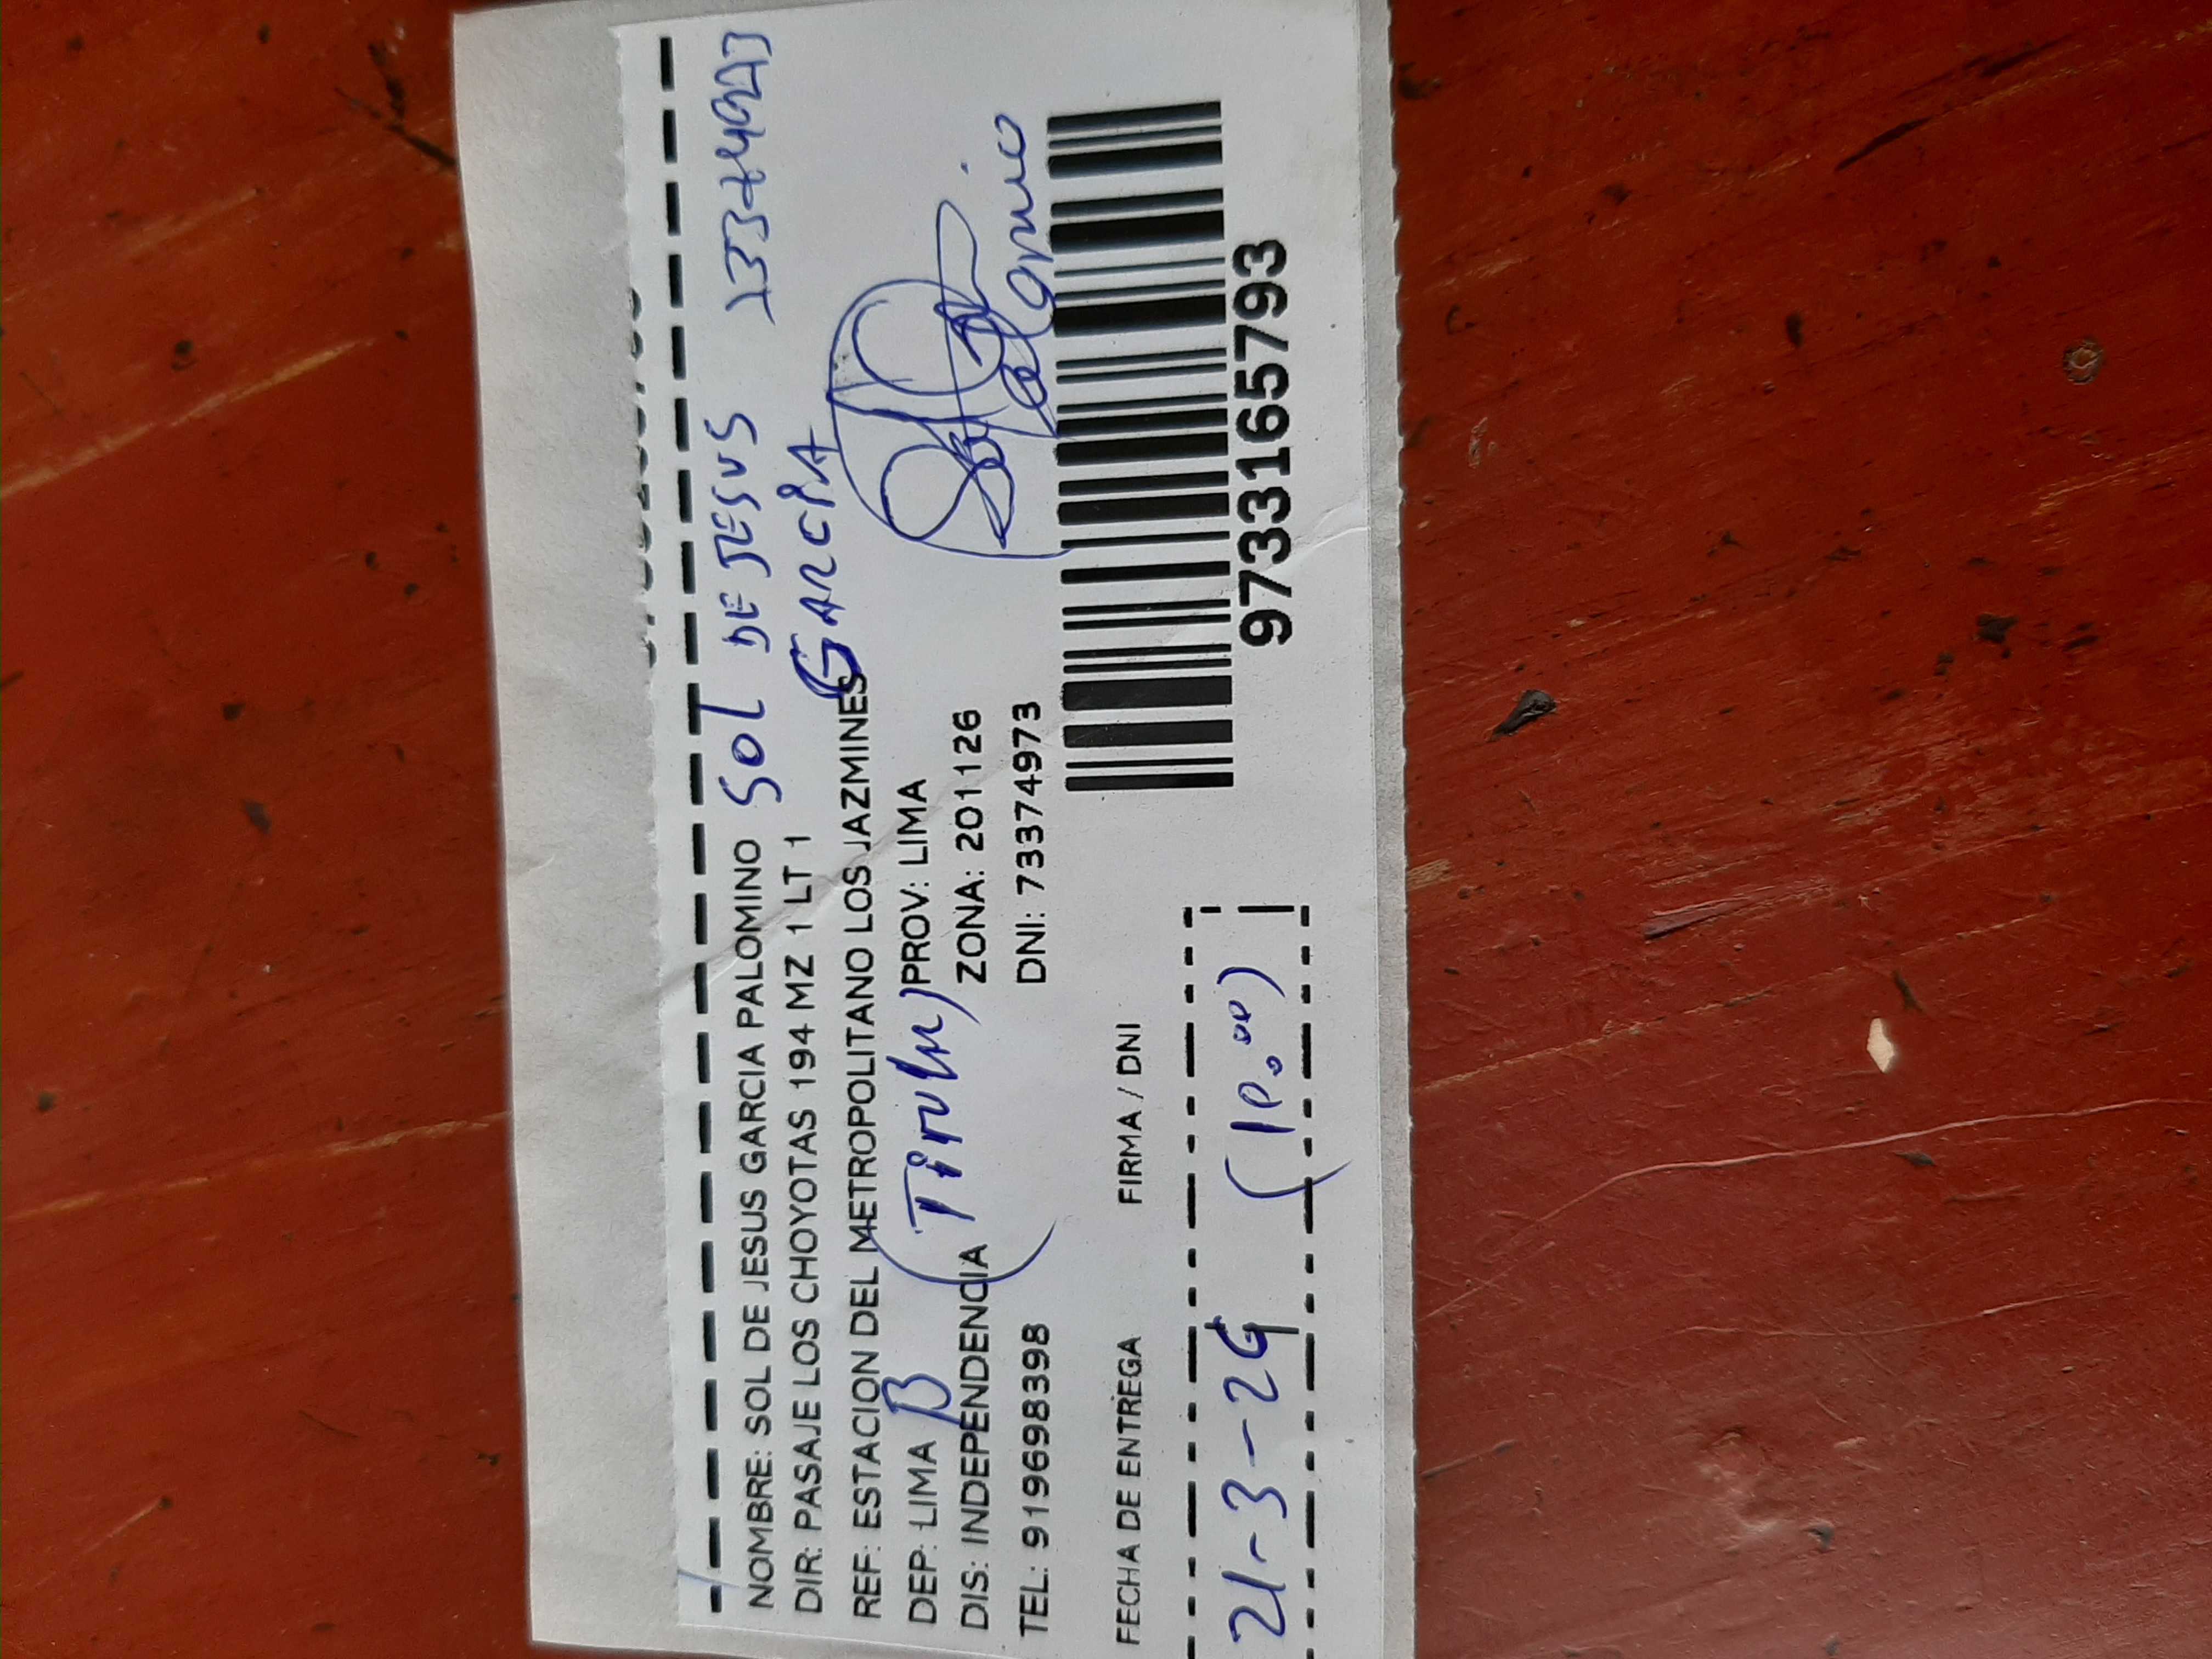 NOMBRE: SOL DE JESUS GARCIA PALOMINO
SOL DE JESUS
GARCIA
DIR: PASAJE LOS CHOYOTAS 194 MZ 1 LT 1
REF: ESTACION DEL METROPOLITANO LOS JAZMINES
DEP: LIMA B
PROV: LIMA
DIS: INDEPENDENCIA
ZONA: 201126
TEL: 919698398
DNI: 73374973
9733165793
FECHA DE ENTREGA
FIRMA / DNI
21-3-24
(10.00)